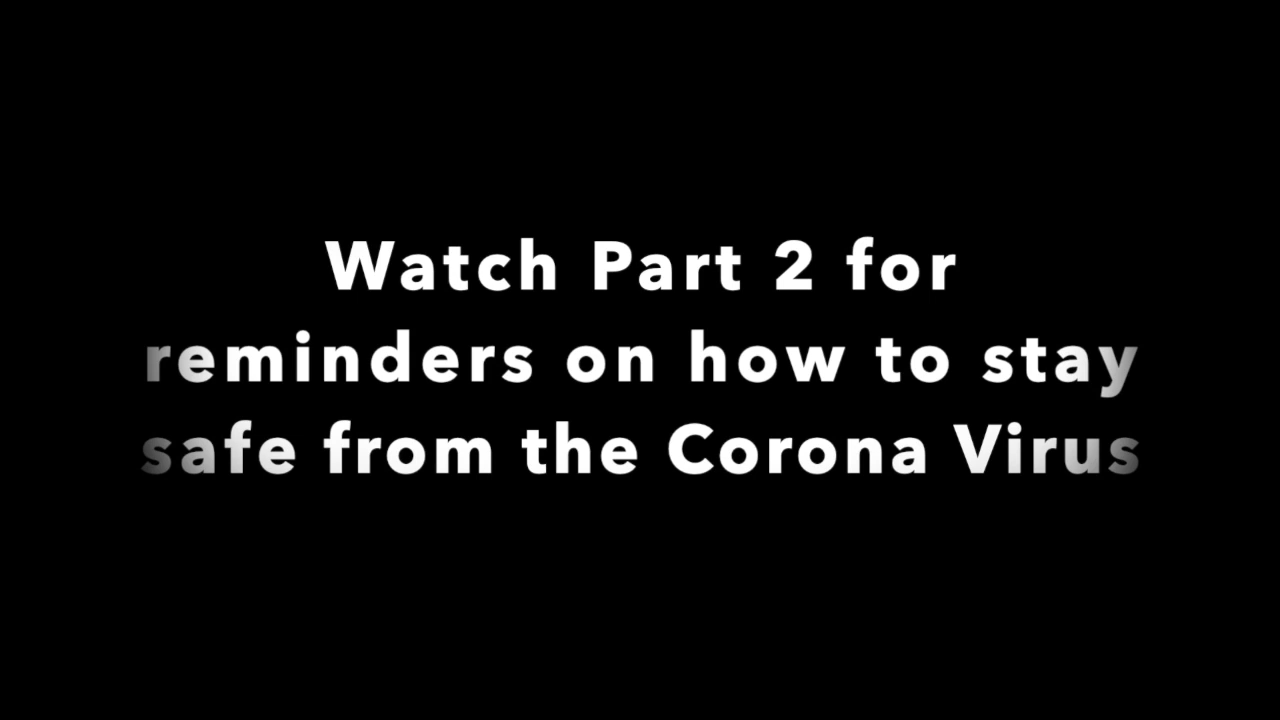 Watch Part 2 for
reminders on how to stay
safe from the Corona Virus